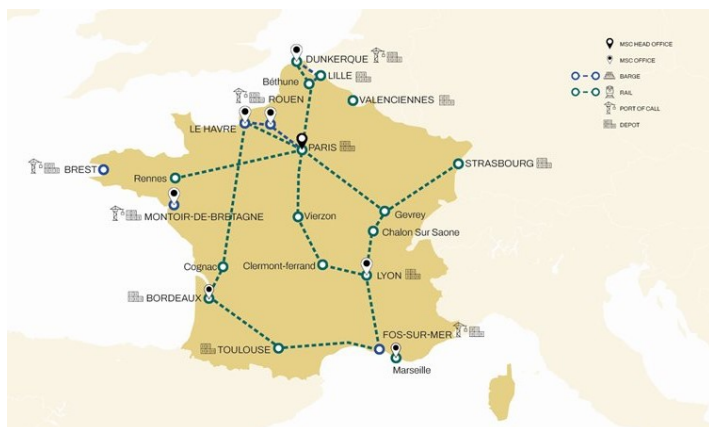 MSC HEAD OFFICE
MSC OFFICE
BARGE
RAIL
PORT OF CALL
DEPOT
DUNKERQUE
LILLE
Béthune
ROUEN
VALENCIENNES
LE HAVRE
PARIS
STRASBOURG
BREST
Rennes
MONTOIR-DE-BRETAGNE
Vierzon
Gevrey
Chalon Sur Saone
Cognac
Clermont-ferrand
LYON
BORDEAUX
FOS-SUR-MER
TOULOUSE
Marseille